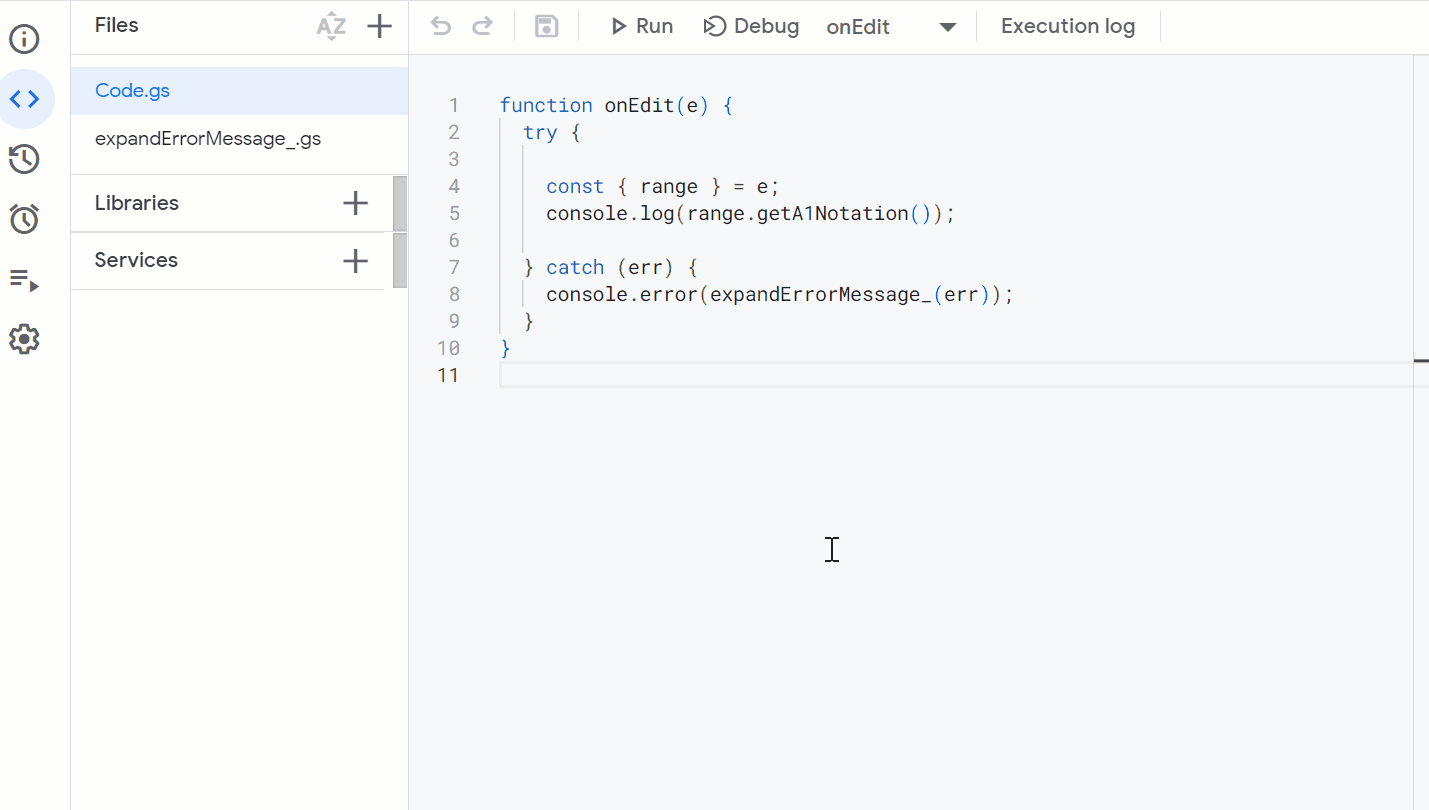 Files AZ Run Debug onEdit Execution log
Code.gs
expandErrorMessage_.gs
Libraries
Services
1 function onEdit(e) {
2 try {
3
4 const { range } = e;
5 console.log(range.getA1Notation());
6
7 } catch (err) {
8 console.error(expandErrorMessage_(err));
9 }
10 }
11